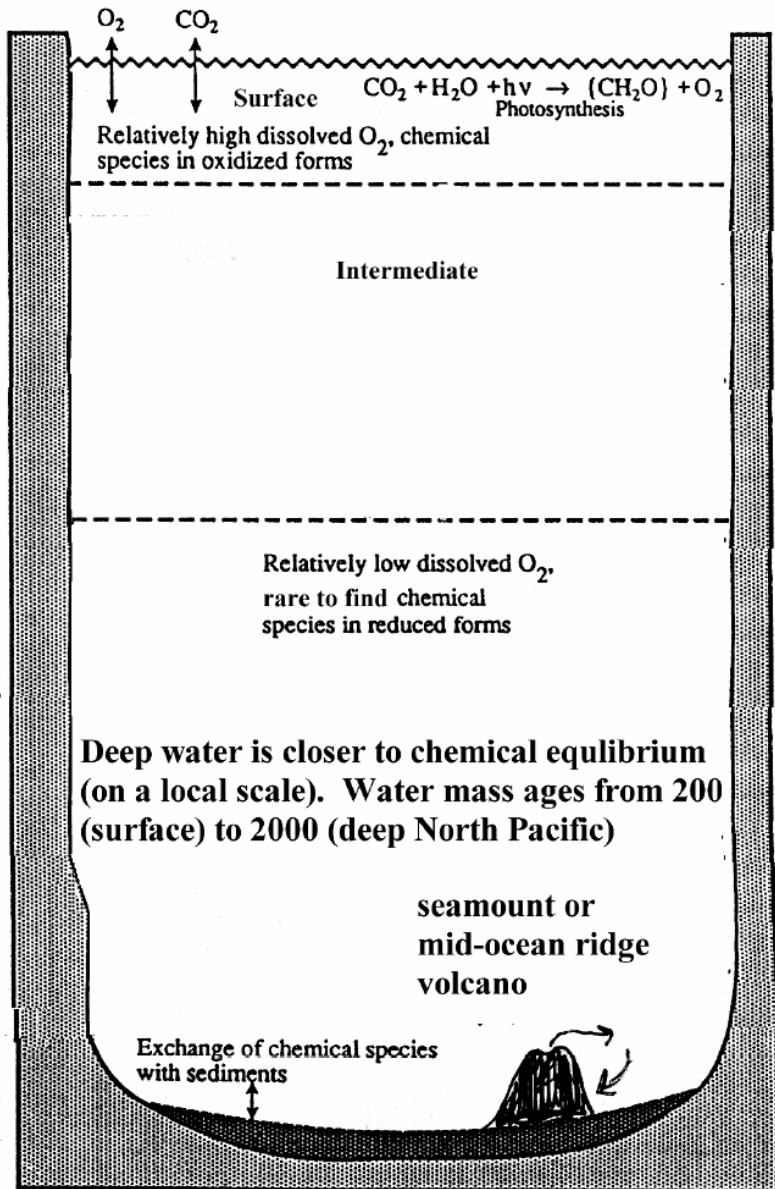 O₂ CO₂
Surface CO₂ + H₂O + hν → {CH₂O} + O₂
Photosynthesis
Relatively high dissolved O₂, chemical
species in oxidized forms
Intermediate
Relatively low dissolved O₂,
rare to find chemical
species in reduced forms
Deep water is closer to chemical equlibrium
(on a local scale). Water mass ages from 200
(surface) to 2000 (deep North Pacific)
seamount or
mid-ocean ridge
volcano
Exchange of chemical species
with sediments